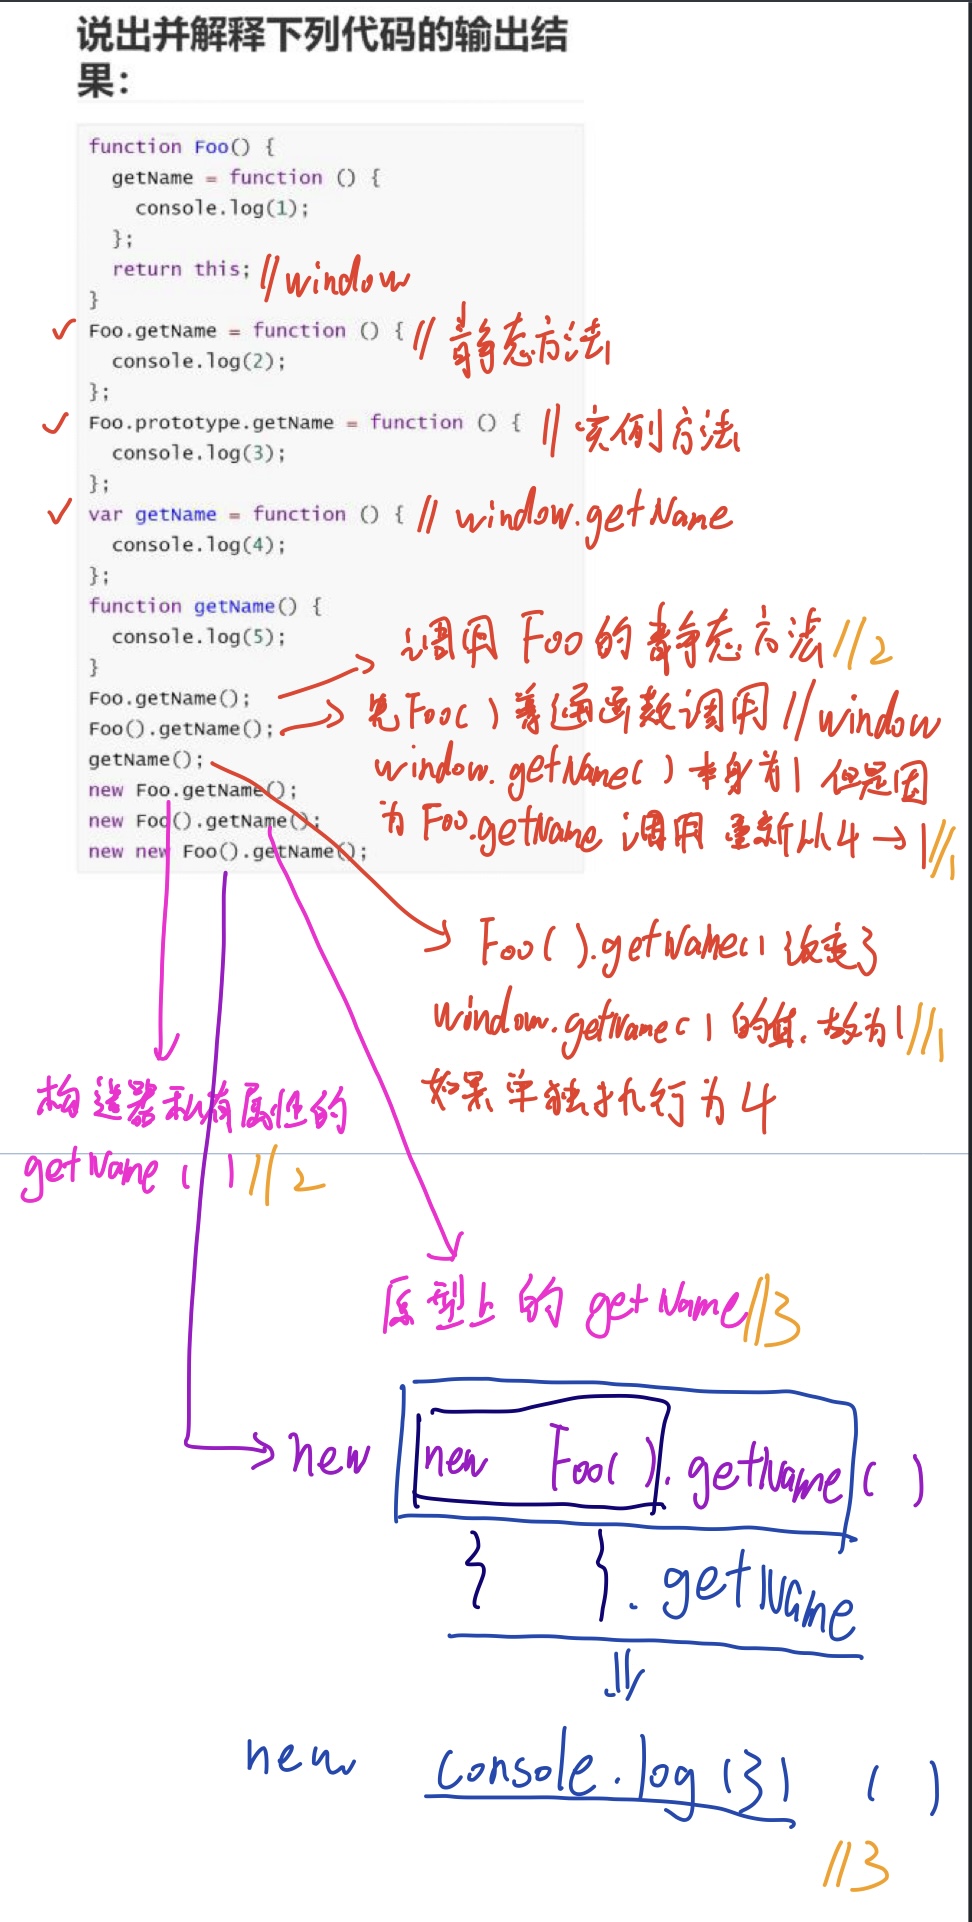 说出并解释下列代码的输出结
果：
function Foo() {
  getName = function () {
    console.log(1);
  };
  return this; //window
}
Foo.getName = function () { //静态方法
  console.log(2);
};
Foo.prototype.getName = function () { //实例方法
  console.log(3);
};
var getName = function () { //window.getName
  console.log(4);
};
function getName() {
  console.log(5);
}
Foo.getName();
Foo().getName();
getName();
new Foo.getName();
new Foo().getName();
new new Foo().getName();
调用 Foo 的静态方法 //2
先Foo()普通函数调用 //window
window.getName()本身为1 但是因
为 Foo.getName 调用 重新从4→1 //1
Foo().getName() 改变了
window.getName()的值.故为1 //1
如果单独执行为4
构造器私有属性的
getName() //2
原型上的 getName //3
new new Foo().getName()
{ }.getName
new console.log(3) ()
//3